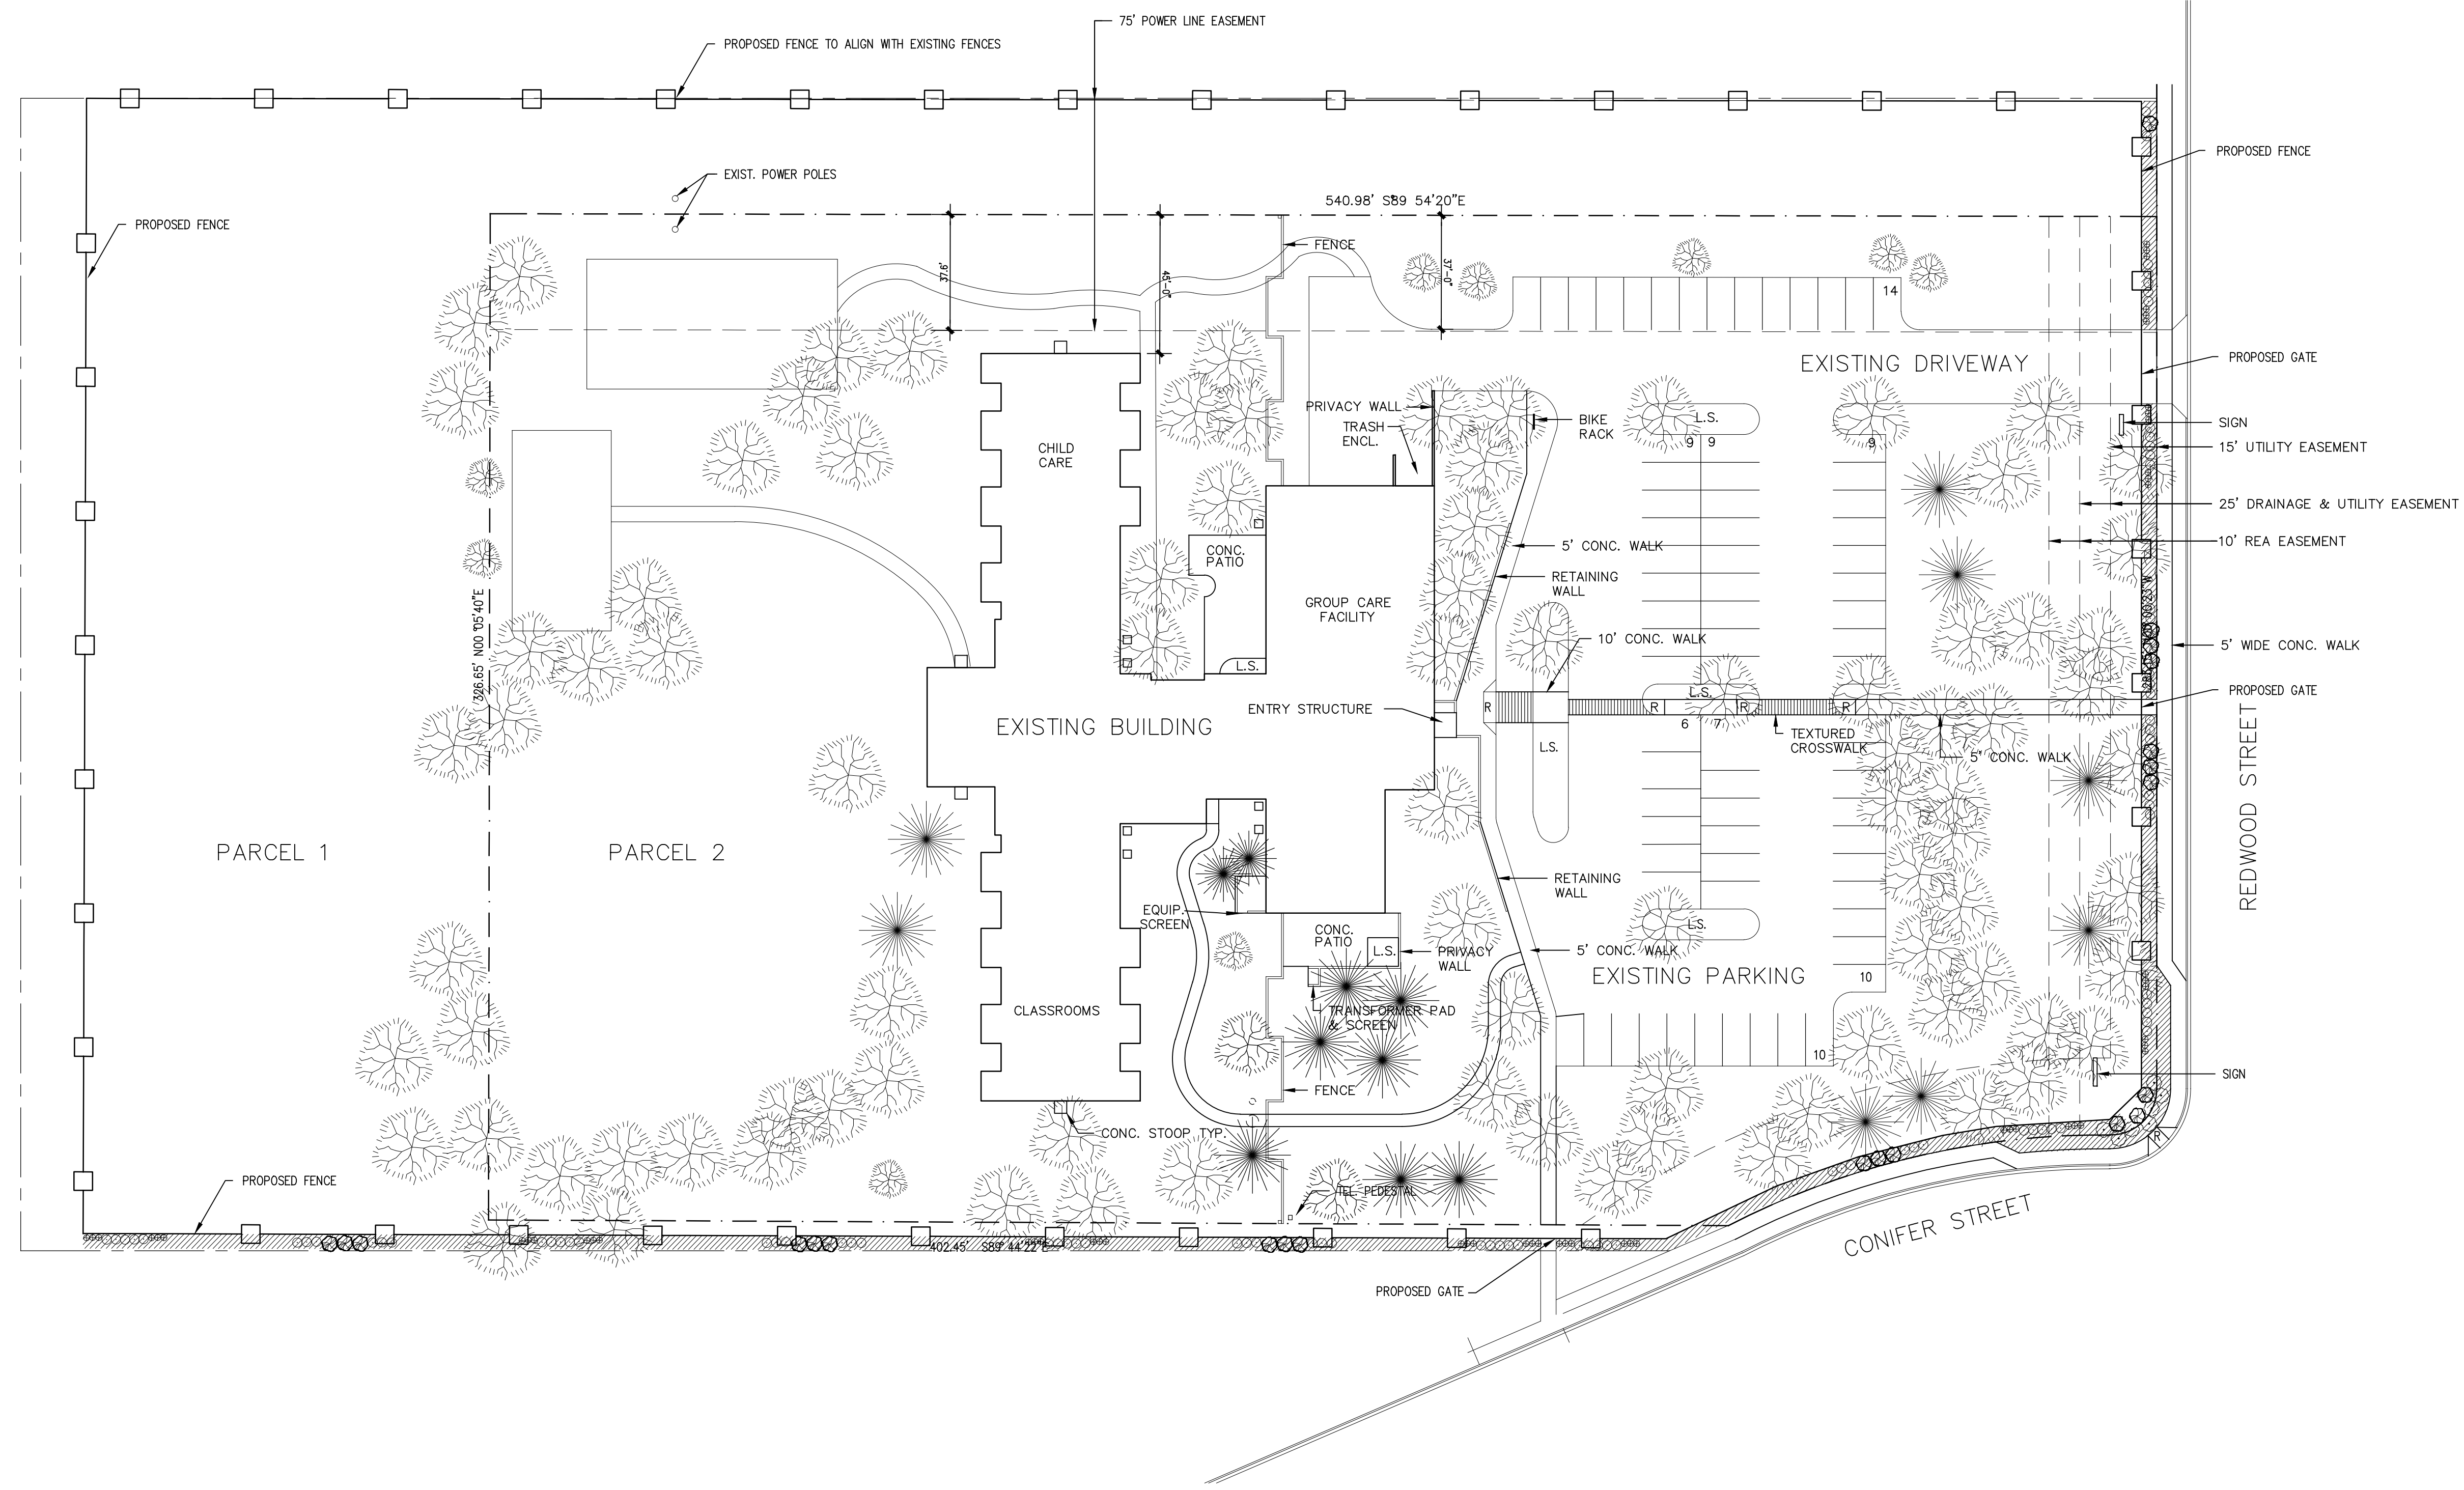 75' POWER LINE EASEMENT
PROPOSED FENCE TO ALIGN WITH EXISTING FENCES
PROPOSED FENCE
EXIST. POWER POLES
540.98' S89 54'20"E
PROPOSED FENCE
FENCE
37.6'
45'-0"
37'-0"
14
EXISTING DRIVEWAY
PROPOSED GATE
PRIVACY WALL
TRASH
ENCL.
BIKE
RACK
L.S.
9 9
9
SIGN
15' UTILITY EASEMENT
CHILD
CARE
25' DRAINAGE & UTILITY EASEMENT
10' REA EASEMENT
CONC.
PATIO
5' CONC. WALK
RETAINING
WALL
GROUP CARE
FACILITY
326.65' N00 05'40"E
10' CONC. WALK
5' WIDE CONC. WALK
L.S.
L.S.
PROPOSED GATE
ENTRY STRUCTURE
R
R
R
R
6 7
EXISTING BUILDING
TEXTURED
CROSSWALK
L.S.
5' CONC. WALK
REDWOOD STREET
PARCEL 1
PARCEL 2
RETAINING
WALL
EQUIP.
SCREEN
CONC.
PATIO
L.S.
L.S.
PRIVACY
WALL
5' CONC. WALK
EXISTING PARKING
10
CLASSROOMS
TRANSFORMER PAD
& SCREEN
10
SIGN
FENCE
CONC. STOOP TYP.
R
PROPOSED FENCE
TEL. PEDESTAL
402.45' S89° 44'22"E
CONIFER STREET
PROPOSED GATE